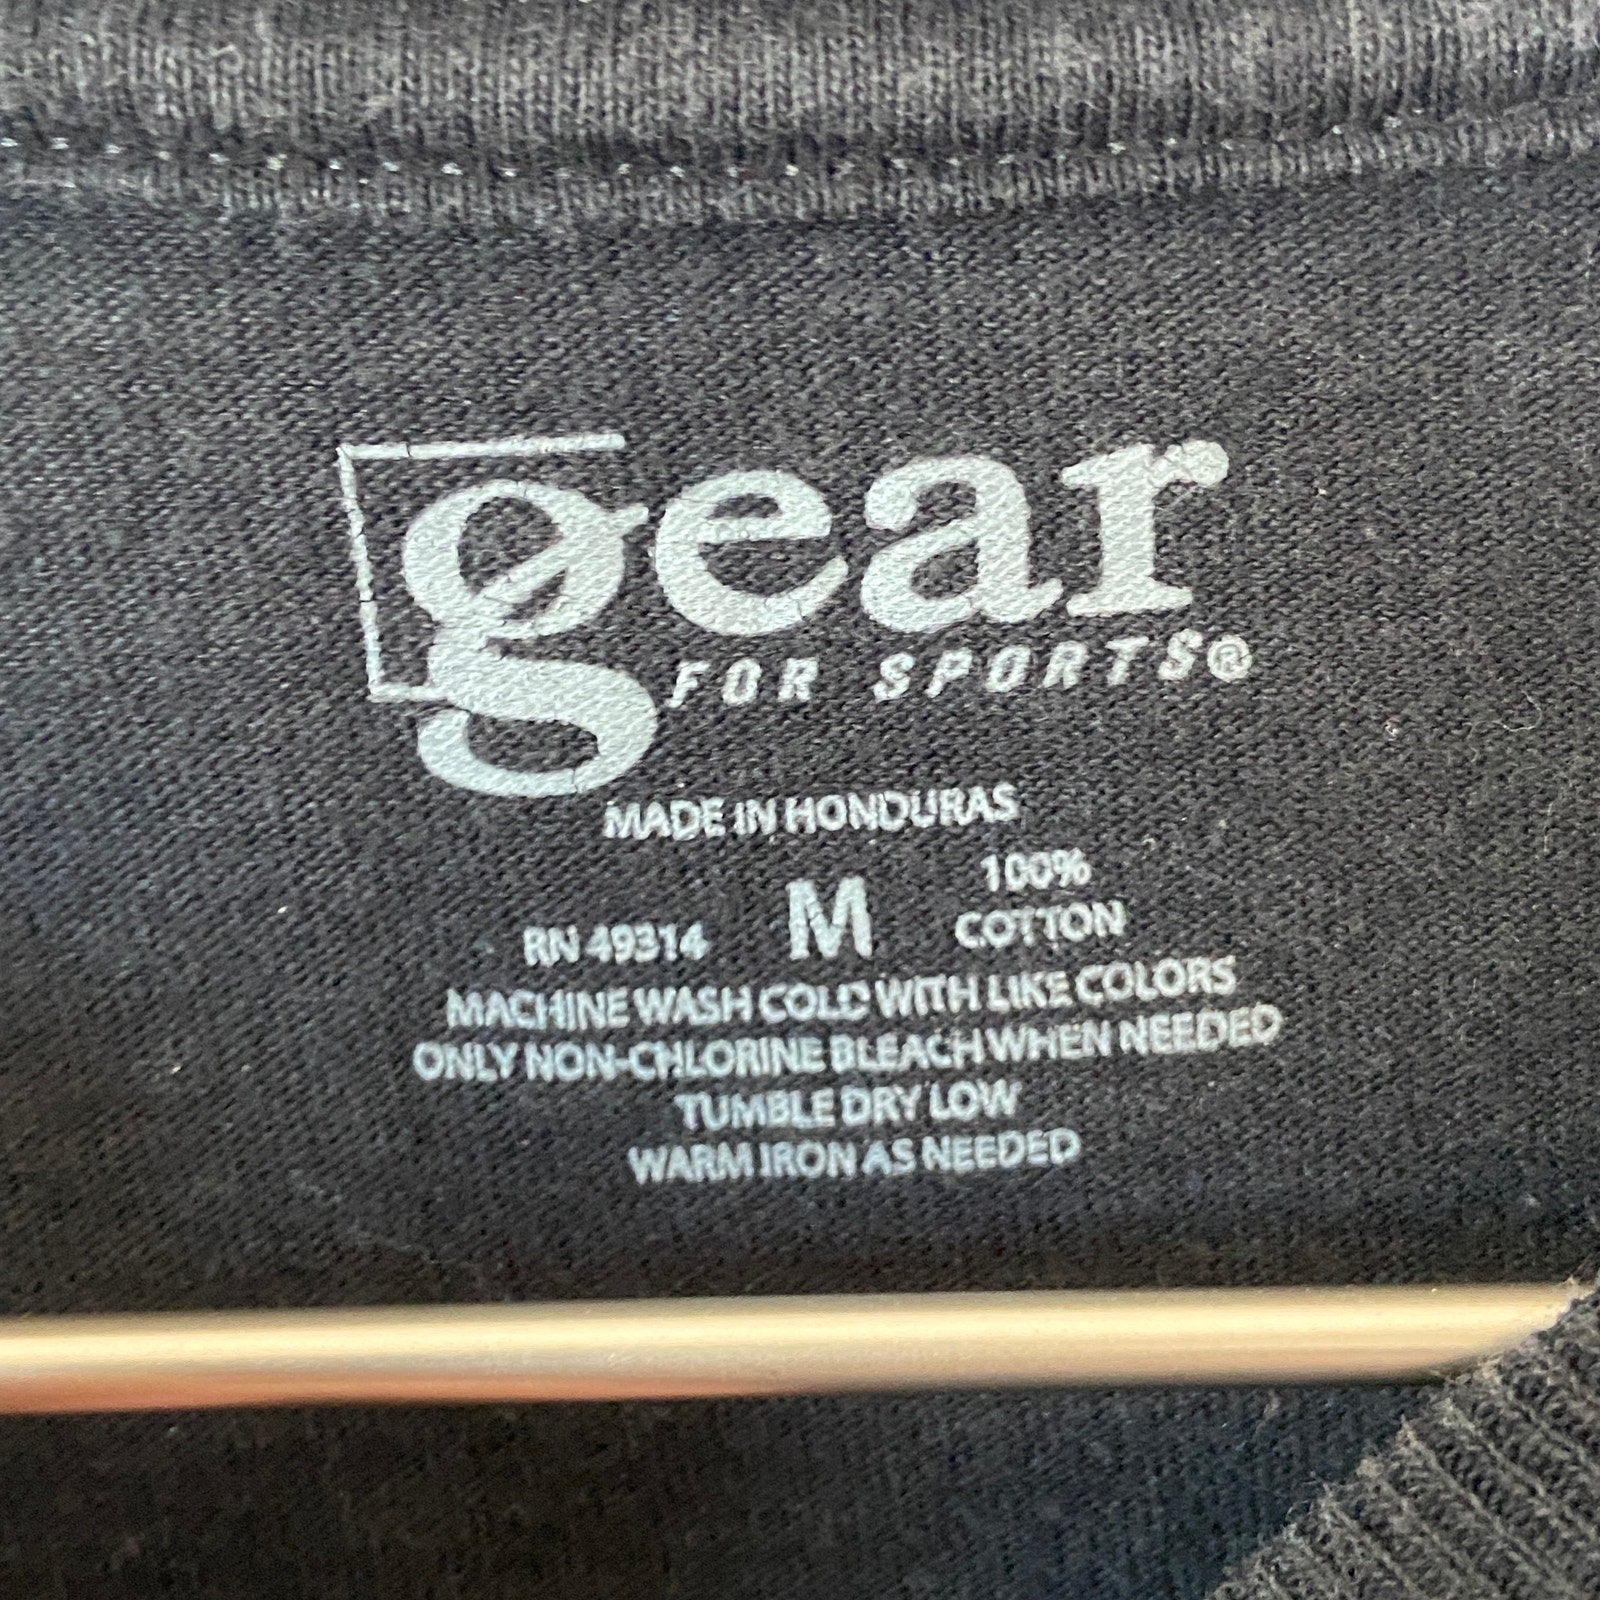 gear
FOR SPORTS®
MADE IN HONDURAS
RN 49314 M 100% COTTON
MACHINE WASH COLD WITH LIKE COLORS
ONLY NON-CHLORINE BLEACH WHEN NEEDED
TUMBLE DRY LOW
WARM IRON AS NEEDED